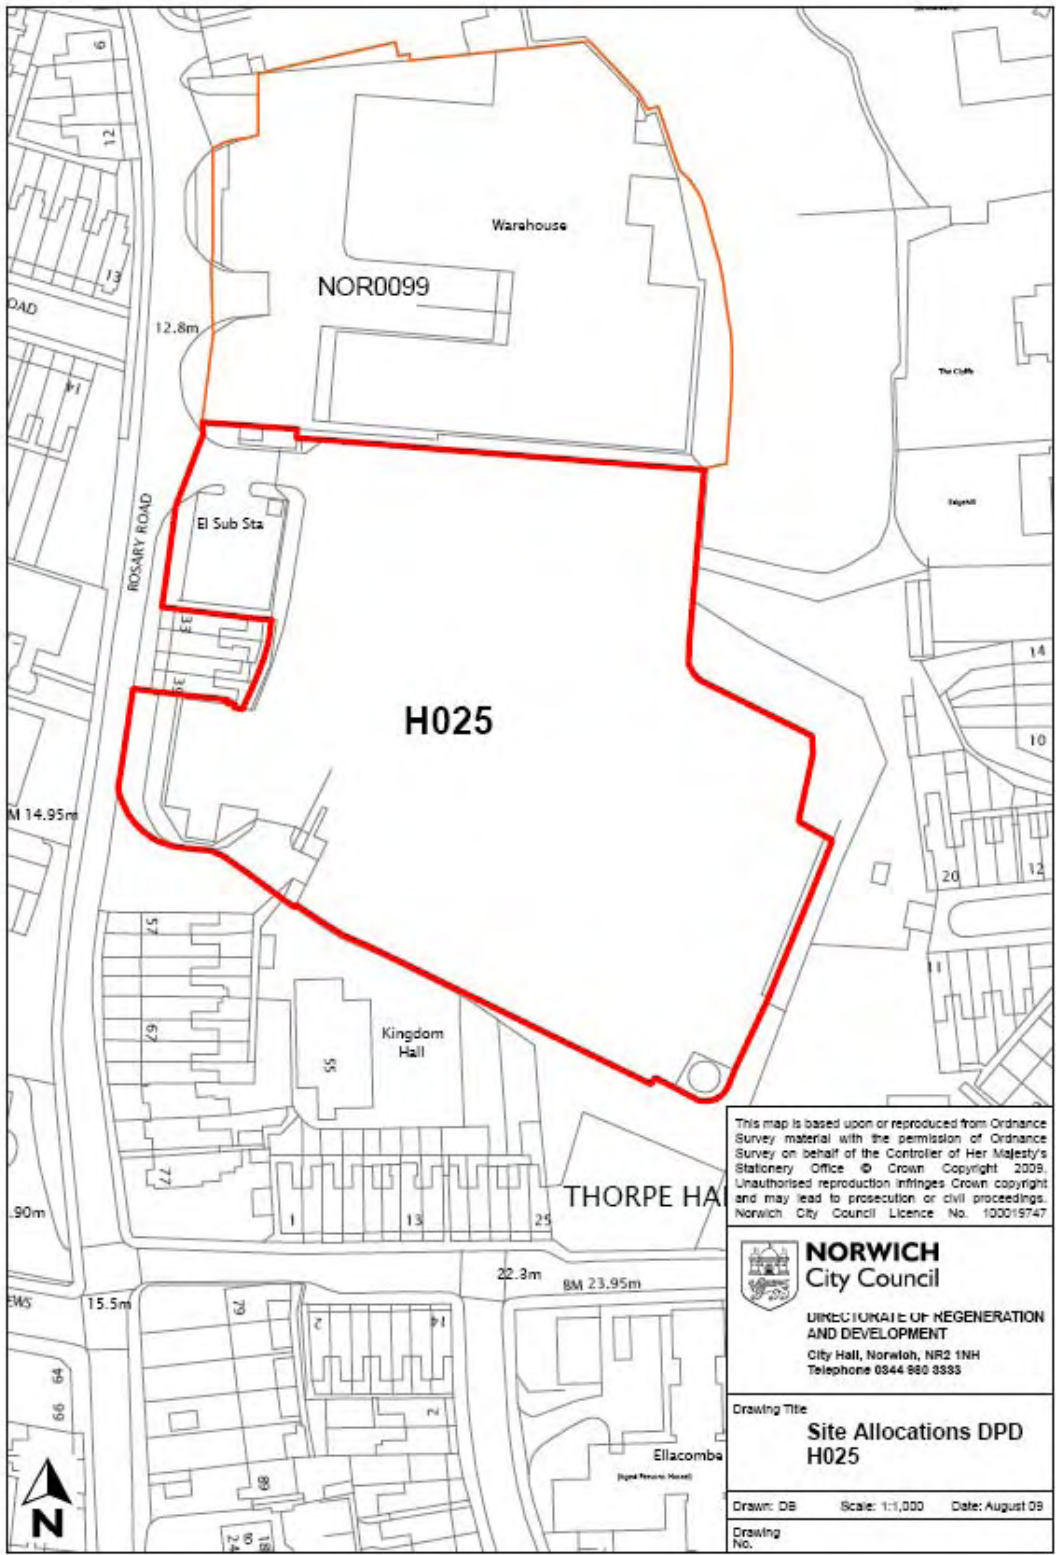 9
12
13
OAD
14
12.8m
Warehouse
NOR0099
The Cliffe
Edgehill
ROSARY ROAD
El Sub Sta
33
39
H025
14
10
M 14.95m
20
12
11
57
67
Kingdom
Hall
55
77
.90m
1
13
25
THORPE HA
22.3m
BM 23.95m
EWS
15.5m
79
2
14
64
66
2
89
Ellacombe
(Aged Persons Home)
N
This map is based upon or reproduced from Ordnance
Survey material with the permission of Ordnance
Survey on behalf of the Controller of Her Majesty's
Stationery Office © Crown Copyright 2009.
Unauthorised reproduction infringes Crown copyright
and may lead to prosecution or civil proceedings.
Norwich City Council Licence No. 100019747
NORWICH
City Council
DIRECTORATE OF REGENERATION
AND DEVELOPMENT
City Hall, Norwich, NR2 1NH
Telephone 0344 980 3333
Drawing Title
Site Allocations DPD
H025
Drawn: DB Scale: 1:1,000 Date: August 09
Drawing
No.